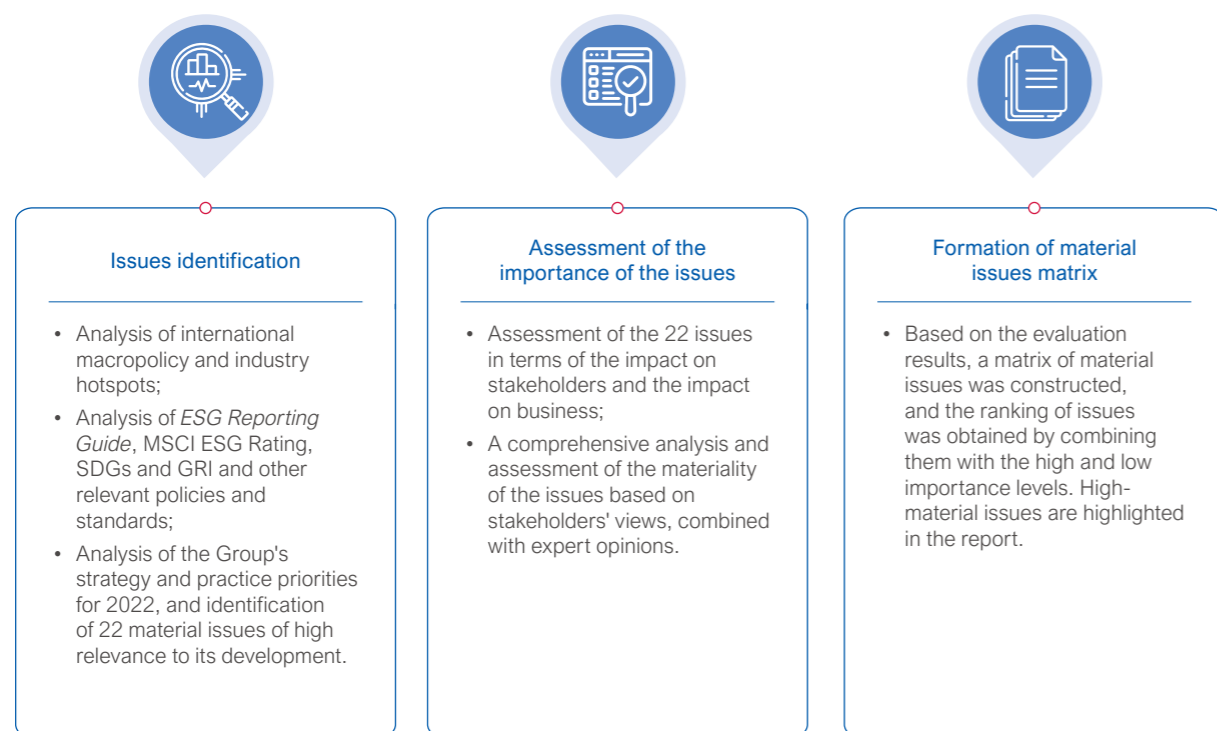 Issues identification
• Analysis of international
macropolicy and industry
hotspots;
• Analysis of ESG Reporting
Guide, MSCI ESG Rating,
SDGs and GRI and other
relevant policies and
standards;
• Analysis of the Group's
strategy and practice priorities
for 2022, and identification
of 22 material issues of high
relevance to its development.
Assessment of the
importance of the issues
• Assessment of the 22 issues
in terms of the impact on
stakeholders and the impact
on business;
• A comprehensive analysis and
assessment of the materiality
of the issues based on
stakeholders' views, combined
with expert opinions.
Formation of material
issues matrix
• Based on the evaluation
results, a matrix of material
issues was constructed,
and the ranking of issues
was obtained by combining
them with the high and low
importance levels. High-
material issues are highlighted
in the report.